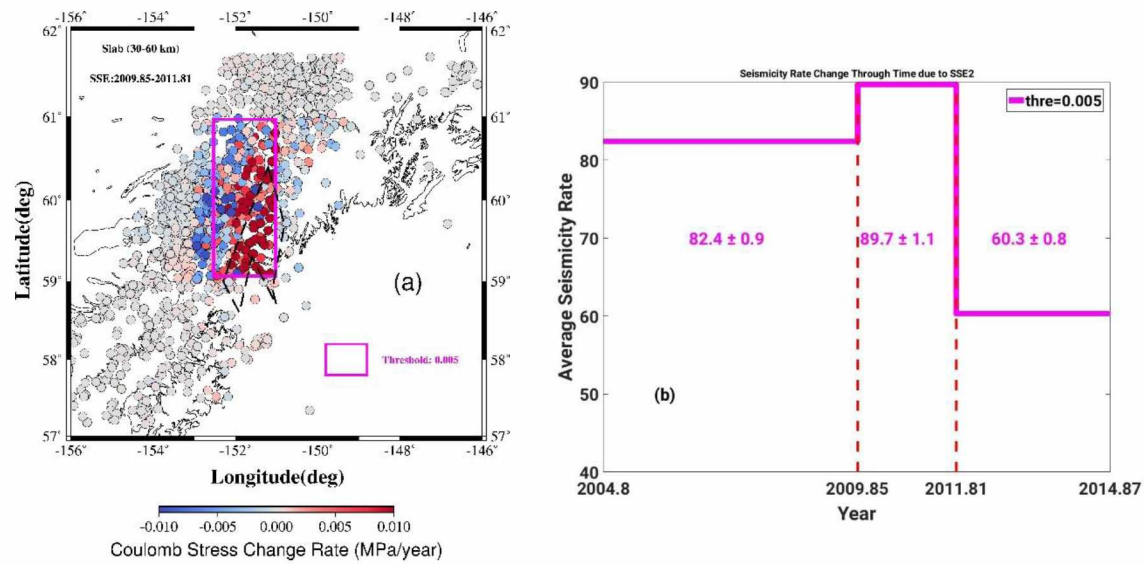 -156° -154° -152° -150° -148° -146°
62° 62°
Slab (30-60 km)
SSE:2009.85-2011.81
61° 61°
60° 60°
59° 59°
(a)
58° 58°
Threshold: 0.005
57° 57°
-156° -154° -152° -150° -148° -146°
Latitude(deg)
Longitude(deg)
-0.010 -0.005 0.000 0.005 0.010
Coulomb Stress Change Rate (MPa/year)
Seismicity Rate Change Through Time due to SSE2
90
thre=0.005
80
70
82.4 ± 0.9 89.7 ± 1.1 60.3 ± 0.8
60
50
(b)
40
2004.8 2009.85 2011.81 2014.87
Average Seismicity Rate
Year